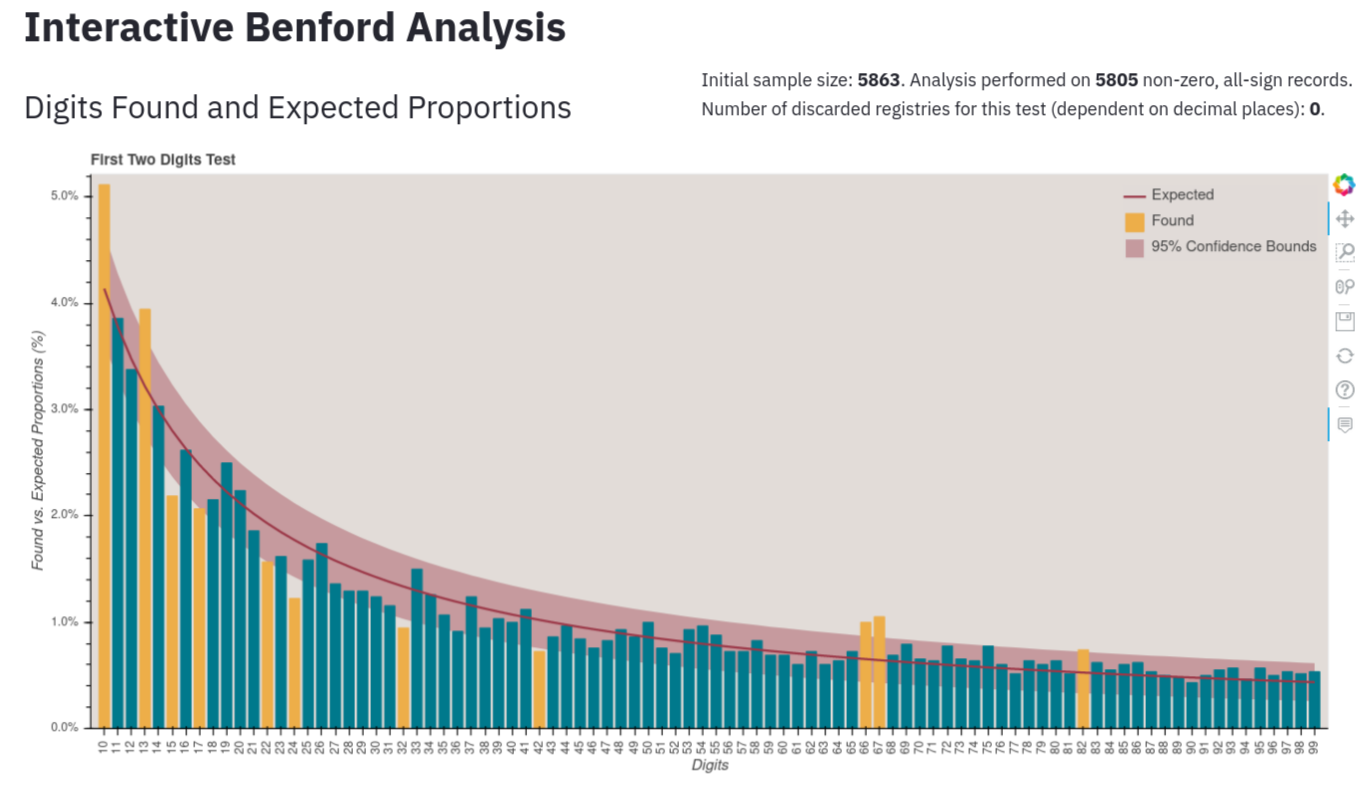 Interactive Benford Analysis
Initial sample size: 5863. Analysis performed on 5805 non-zero, all-sign records.
Digits Found and Expected Proportions
Number of discarded registries for this test (dependent on decimal places): 0.
First Two Digits Test
Expected
Found
95% Confidence Bounds
Found vs. Expected Proportions (%)
5.0%
4.0%
3.0%
2.0%
1.0%
0.0%
10 11 12 13 14 15 16 17 18 19 20 21 22 23 24 25 26 27 28 29 30 31 32 33 34 35 36 37 38 39 40 41 42 43 44 45 46 47 48 49 50 51 52 53 54 55 56 57 58 59 60 61 62 63 64 65 66 67 68 69 70 71 72 73 74 75 76 77 78 79 80 81 82 83 84 85 86 87 88 89 90 91 92 93 94 95 96 97 98 99
Digits